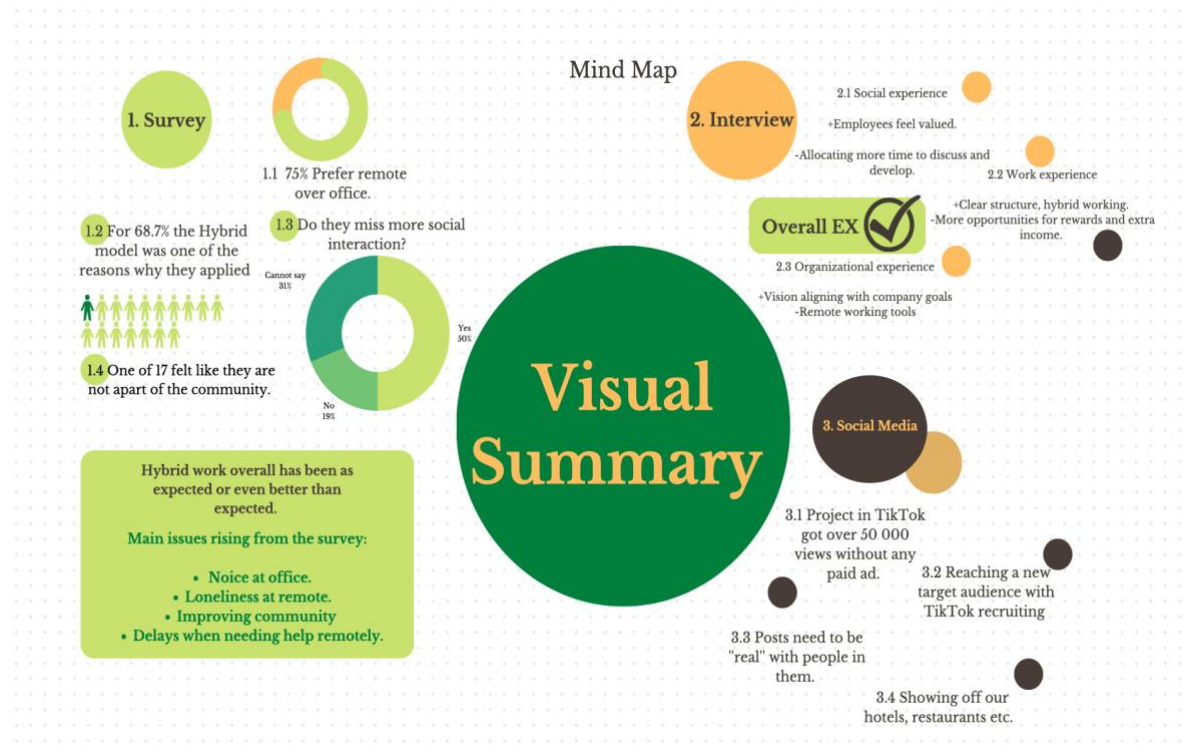 Mind Map
1. Survey
1.1 75% Prefer remote
over office.
1.2 For 68.7% the Hybrid
model was one of the
reasons why they applied
1.3 Do they miss more social
interaction?
Cannot say
31%
Yes
50%
No
19%
1.4 One of 17 felt like they are
not apart of the community.
Hybrid work overall has been as
expected or even better than
expected.
Main issues rising from the survey:
• Noice at office.
• Loneliness at remote.
• Improving community
• Delays when needing help remotely.
Visual
Summary
2. Interview
2.1 Social experience
+Employees feel valued.
-Allocating more time to discuss and
develop.
2.2 Work experience
+Clear structure, hybrid working.
-More opportunities for rewards and extra
income.
Overall EX
2.3 Organizational experience
+Vision aligning with company goals
-Remote working tools
3. Social Media
3.1 Project in TikTok
got over 50 000
views without any
paid ad.
3.2 Reaching a new
target audience with
TikTok recruiting
3.3 Posts need to be
"real" with people in
them.
3.4 Showing off our
hotels, restaurants etc.